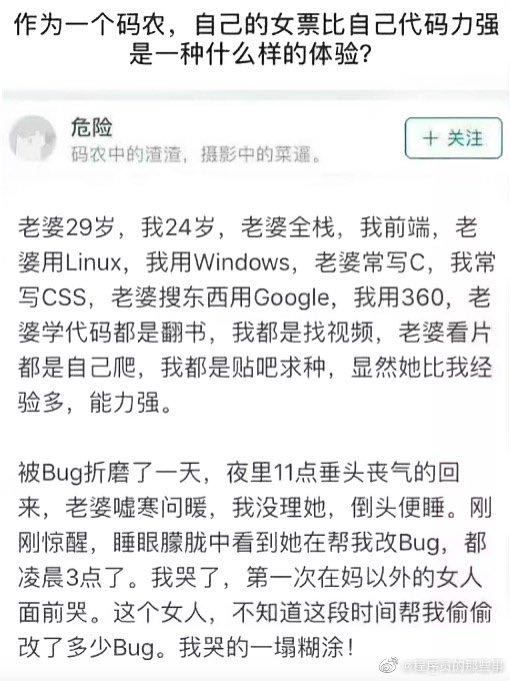 作为一个码农，自己的女票比自己代码力强
是一种什么样的体验？
危险
码农中的渣渣，摄影中的菜逼。
＋ 关注
老婆29岁，我24岁，老婆全栈，我前端，老
婆用Linux，我用Windows，老婆常写C，我常
写CSS，老婆搜东西用Google，我用360，老
婆学代码都是翻书，我都是找视频，老婆看片
都是自己爬，我都是贴吧求种，显然她比我经
验多，能力强。
被Bug折磨了一天，夜里11点垂头丧气的回
来，老婆嘘寒问暖，我没理她，倒头便睡。刚
刚惊醒，睡眼朦胧中看到她在帮我改Bug，都
凌晨3点了。我哭了，第一次在妈以外的女人
面前哭。这个女人，不知道这段时间帮我偷偷
改了多少Bug。我哭的一塌糊涂！
@程序员的那些事